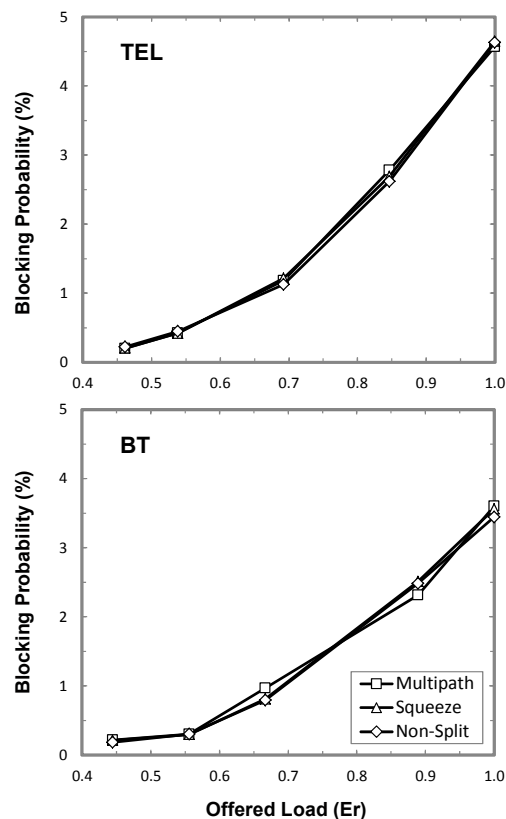 TEL
Blocking Probability (%)
5
4
3
2
1
0
0.4 0.5 0.6 0.7 0.8 0.9 1.0
BT
Blocking Probability (%)
5
4
3
2
1
0
Multipath
Squeeze
Non-Split
0.4 0.5 0.6 0.7 0.8 0.9 1.0
Offered Load (Er)